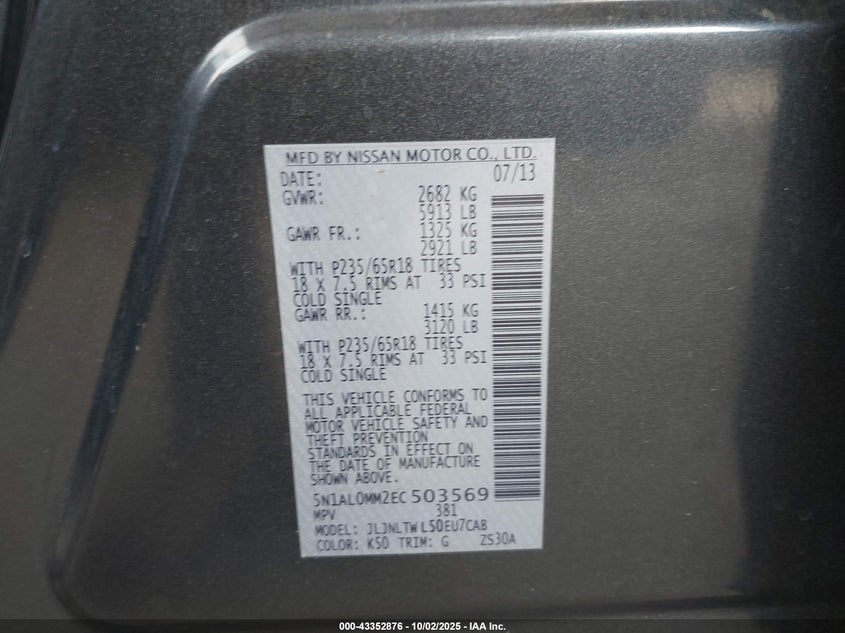 MFD BY NISSAN MOTOR CO., LTD.
DATE: 07/13
GVWR: 2682 KG
5913 LB
GAWR FR.: 1325 KG
2921 LB
WITH P235/65R18 TIRES
18 X 7.5 RIMS AT 33 PSI
COLD SINGLE
GAWR RR.: 1415 KG
3120 LB
WITH P235/65R18 TIRES
18 X 7.5 RIMS AT 33 PSI
COLD SINGLE
THIS VEHICLE CONFORMS TO
ALL APPLICABLE FEDERAL
MOTOR VEHICLE SAFETY AND
THEFT PREVENTION
STANDARDS IN EFFECT ON
THE DATE OF MANUFACTURE
SHOWN ABOVE.
5N1AL0MM2EC503569
MPV 381
MODEL: JLJNLTWL50EU7CAB
COLOR: K50 TRIM: G ZS30A
000-43352876 - 10/02/2025 - IAA Inc.